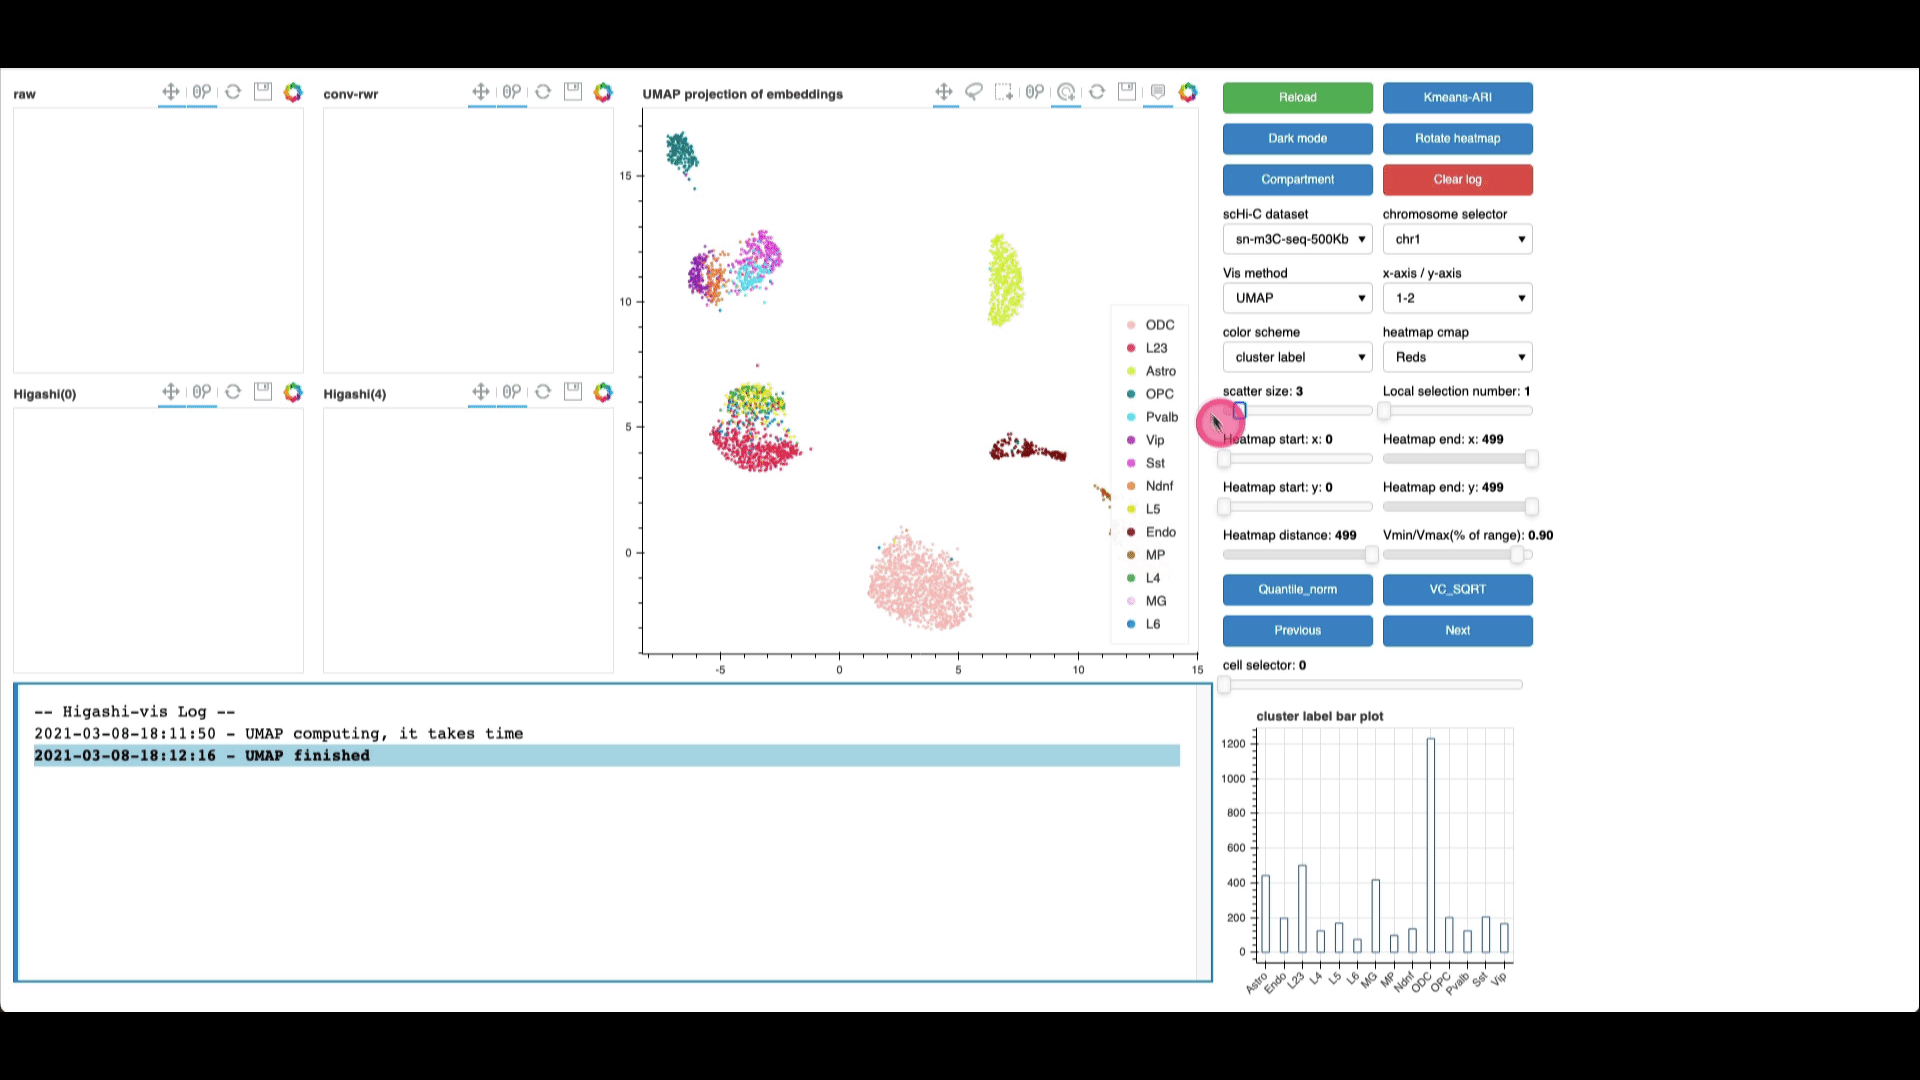 raw
conv-rwr
UMAP projection of embeddings
Higashi(0)
Higashi(4)
15
10
5
0
-5
0
5
10
15
ODC
L23
Astro
OPC
Pvalb
Vip
Sst
Ndnf
L5
Endo
MP
L4
MG
L6
Reload
Kmeans-ARI
Dark mode
Rotate heatmap
Compartment
Clear log
scHi-C dataset
chromosome selector
sn-m3C-seq-500Kb
chr1
Vis method
x-axis / y-axis
UMAP
1-2
color scheme
heatmap cmap
cluster label
Reds
scatter size: 3
Local selection number: 1
Heatmap start: x: 0
Heatmap end: x: 499
Heatmap start: y: 0
Heatmap end: y: 499
Heatmap distance: 499
Vmin/Vmax(% of range): 0.90
Quantile_norm
VC_SQRT
Previous
Next
cell selector: 0
-- Higashi-vis Log --
2021-03-08-18:11:50 - UMAP computing, it takes time
2021-03-08-18:12:16 - UMAP finished
cluster label bar plot
1200
1000
800
600
400
200
0
Astro
Endo
L23
L4
L5
L6
MG
MP
Ndnf
ODC
OPC
Pvalb
Sst
Vip